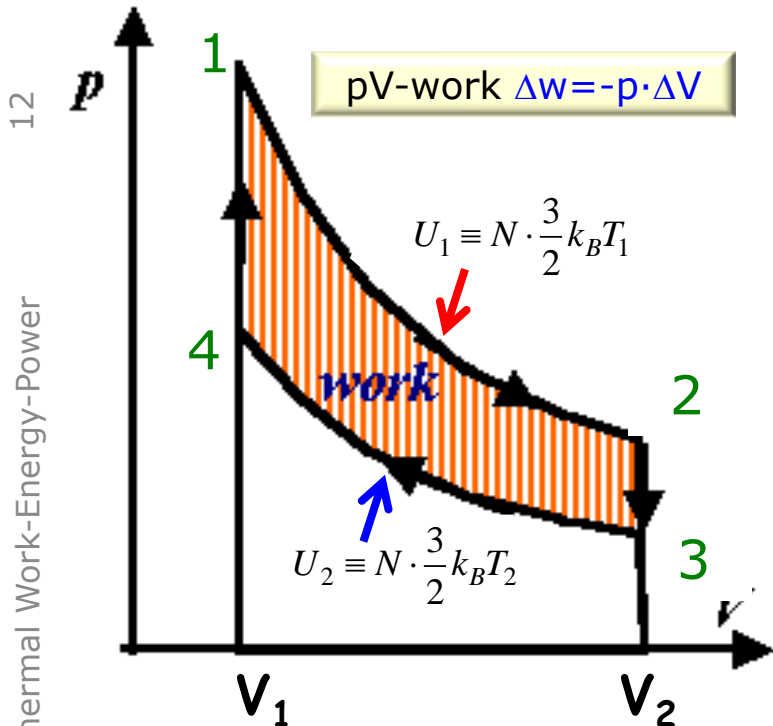 12
hermal Work-Energy-Power
p
1
pV-work Δw=-p·ΔV
U₁ ≡ N · 3/2 k_B T₁
4
work
2
U₂ ≡ N · 3/2 k_B T₂
3
V
V₁ V₂